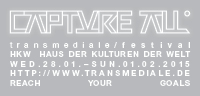 CAPTURE ALL
transmediale/festival
HKW HAUS DER KULTUREN DER WELT
WED.28.01.–SUN.01.02.2015
HTTP://WWW.TRANSMEDIALE.DE
REACH YOUR GOALS